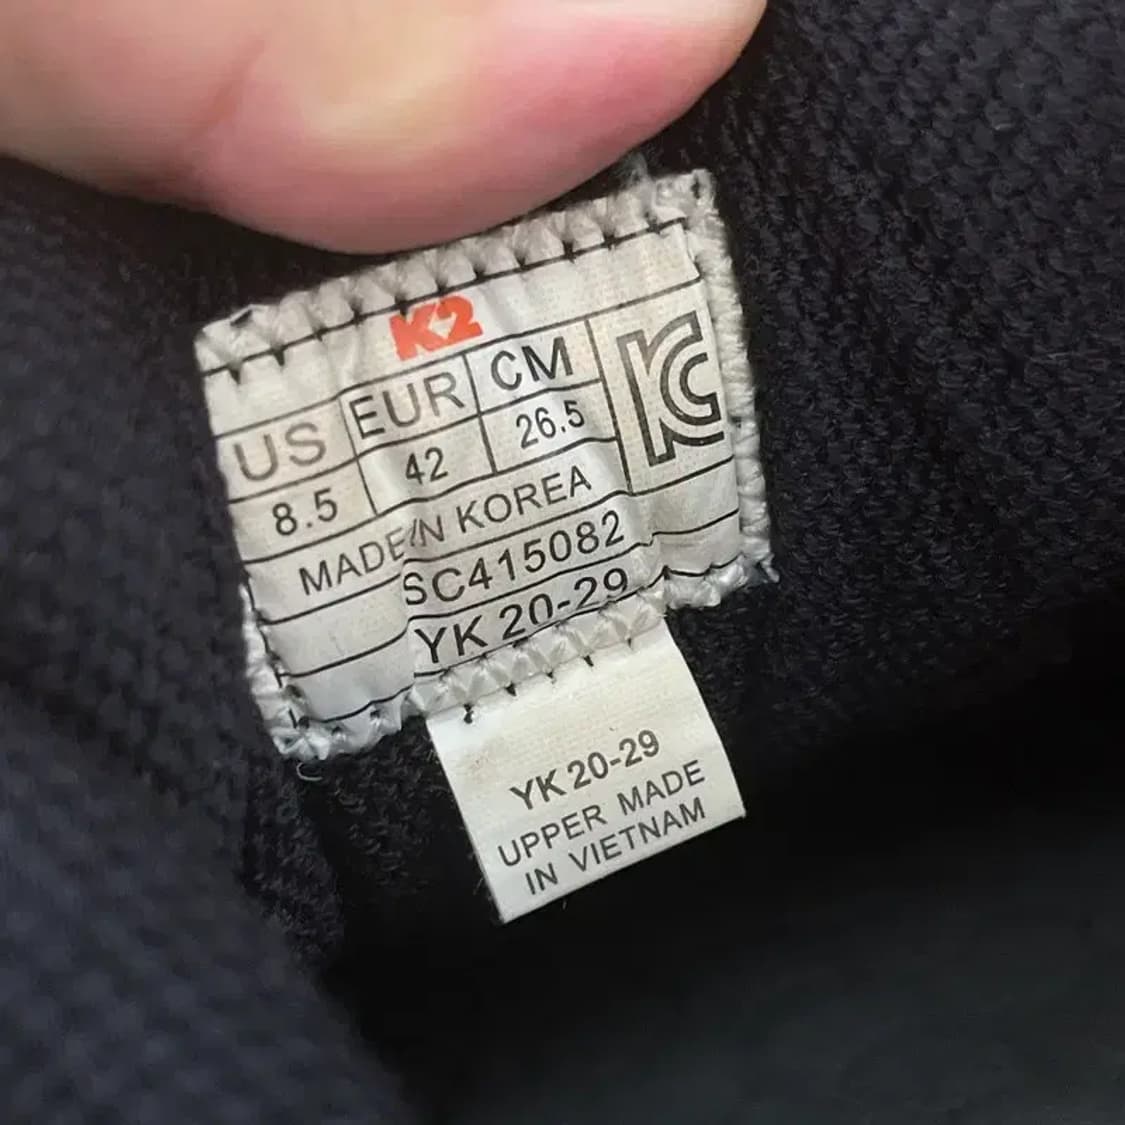 K2
US EUR CM
8.5 42 26.5
KC
MADE IN KOREA
SC415082
YK 20-29
YK 20-29
UPPER MADE
IN VIETNAM